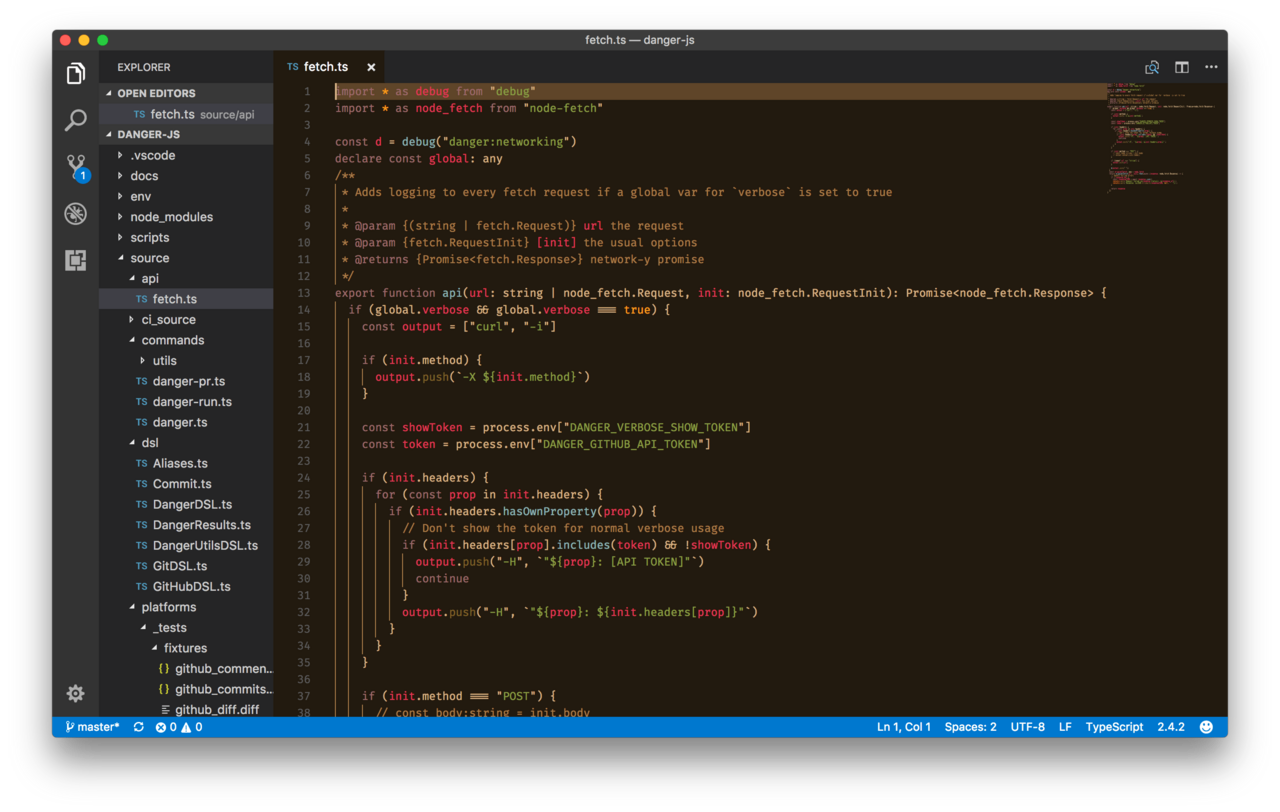 fetch.ts — danger-js
EXPLORER
OPEN EDITORS
TS fetch.ts source/api
DANGER-JS
.vscode
docs
env
node_modules
scripts
source
api
TS fetch.ts
ci_source
commands
utils
TS danger-pr.ts
TS danger-run.ts
TS danger.ts
dsl
TS Aliases.ts
TS Commit.ts
TS DangerDSL.ts
TS DangerResults.ts
TS DangerUtilsDSL.ts
TS GitDSL.ts
TS GitHubDSL.ts
platforms
_tests
fixtures
{} github_commen...
{} github_commits...
github_diff.diff
1
TS fetch.ts ×
1 import * as debug from "debug"
2 import * as node_fetch from "node-fetch"
3
4 const d = debug("danger:networking")
5 declare const global: any
6 /**
7 * Adds logging to every fetch request if a global var for `verbose` is set to true
8 *
9 * @param {(string | fetch.Request)} url the request
10 * @param {fetch.RequestInit} [init] the usual options
11 * @returns {Promise<fetch.Response>} network-y promise
12 */
13 export function api(url: string | node_fetch.Request, init: node_fetch.RequestInit): Promise<node_fetch.Response> {
14 if (global.verbose && global.verbose === true) {
15 const output = ["curl", "-i"]
16
17 if (init.method) {
18 output.push(`-X ${init.method}`)
19 }
20
21 const showToken = process.env["DANGER_VERBOSE_SHOW_TOKEN"]
22 const token = process.env["DANGER_GITHUB_API_TOKEN"]
23
24 if (init.headers) {
25 for (const prop in init.headers) {
26 if (init.headers.hasOwnProperty(prop)) {
27 // Don't show the token for normal verbose usage
28 if (init.headers[prop].includes(token) && !showToken) {
29 output.push("-H", `"${prop}: [API TOKEN]"`)
30 continue
31 }
32 output.push("-H", `"${prop}: ${init.headers[prop]}"`)
33 }
34 }
35 }
36
37 if (init.method === "POST") {
38 // const body:string = init.body
master* 0 0
Ln 1, Col 1 Spaces: 2 UTF-8 LF TypeScript 2.4.2